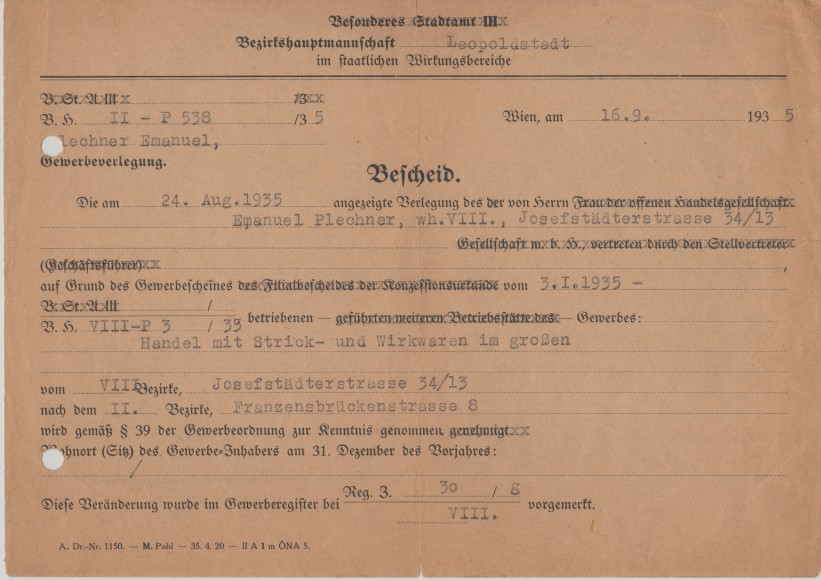 Besonderes Stadtamt III
Bezirkshauptmannschaft Leopoldstadt
im staatlichen Wirkungsbereiche
B. St. A. III /3
B. H. II - P 538 /3 5 Wien, am 16.9. 193 5
lechner Emanuel,
Gewerbeverlegung.
Bescheid.
Die am 24. Aug.1935 angezeigte Verlegung des der von Herrn Frau der offenen Handelsgesellschaft
Emanuel Plechner, wh.VIII., Josefstädterstrasse 34/13
Gesellschaft m. b. H., vertreten durch den Stellvertreter
(Geschäftsführer) ,
auf Grund des Gewerbescheines des Filialbescheides der Konzessionsurkunde vom 3.I.1935 -
B. St. A. III /
B. H. VIII-P 3 / 35 betriebenen — geführten weiteren Betriebsstätte des — Gewerbes:
Handel mit Strick- und Wirkwaren im großen
vom VIII Bezirke, Josefstädterstrasse 34/13
nach dem II. Bezirke, Franzensbrückenstrasse 8
wird gemäß § 39 der Gewerbeordnung zur Kenntnis genommen genehmigt.
ohnort (Sitz) des Gewerbe-Inhabers am 31. Dezember des Vorjahres:
/
Diese Veränderung wurde im Gewerberegister bei Reg. Z. 30 / g VIII. vorgemerkt.
A. Dr.-Nr. 1150. — M. Pohl — 35. 4. 20 — II A 1 m ÖNA 5.